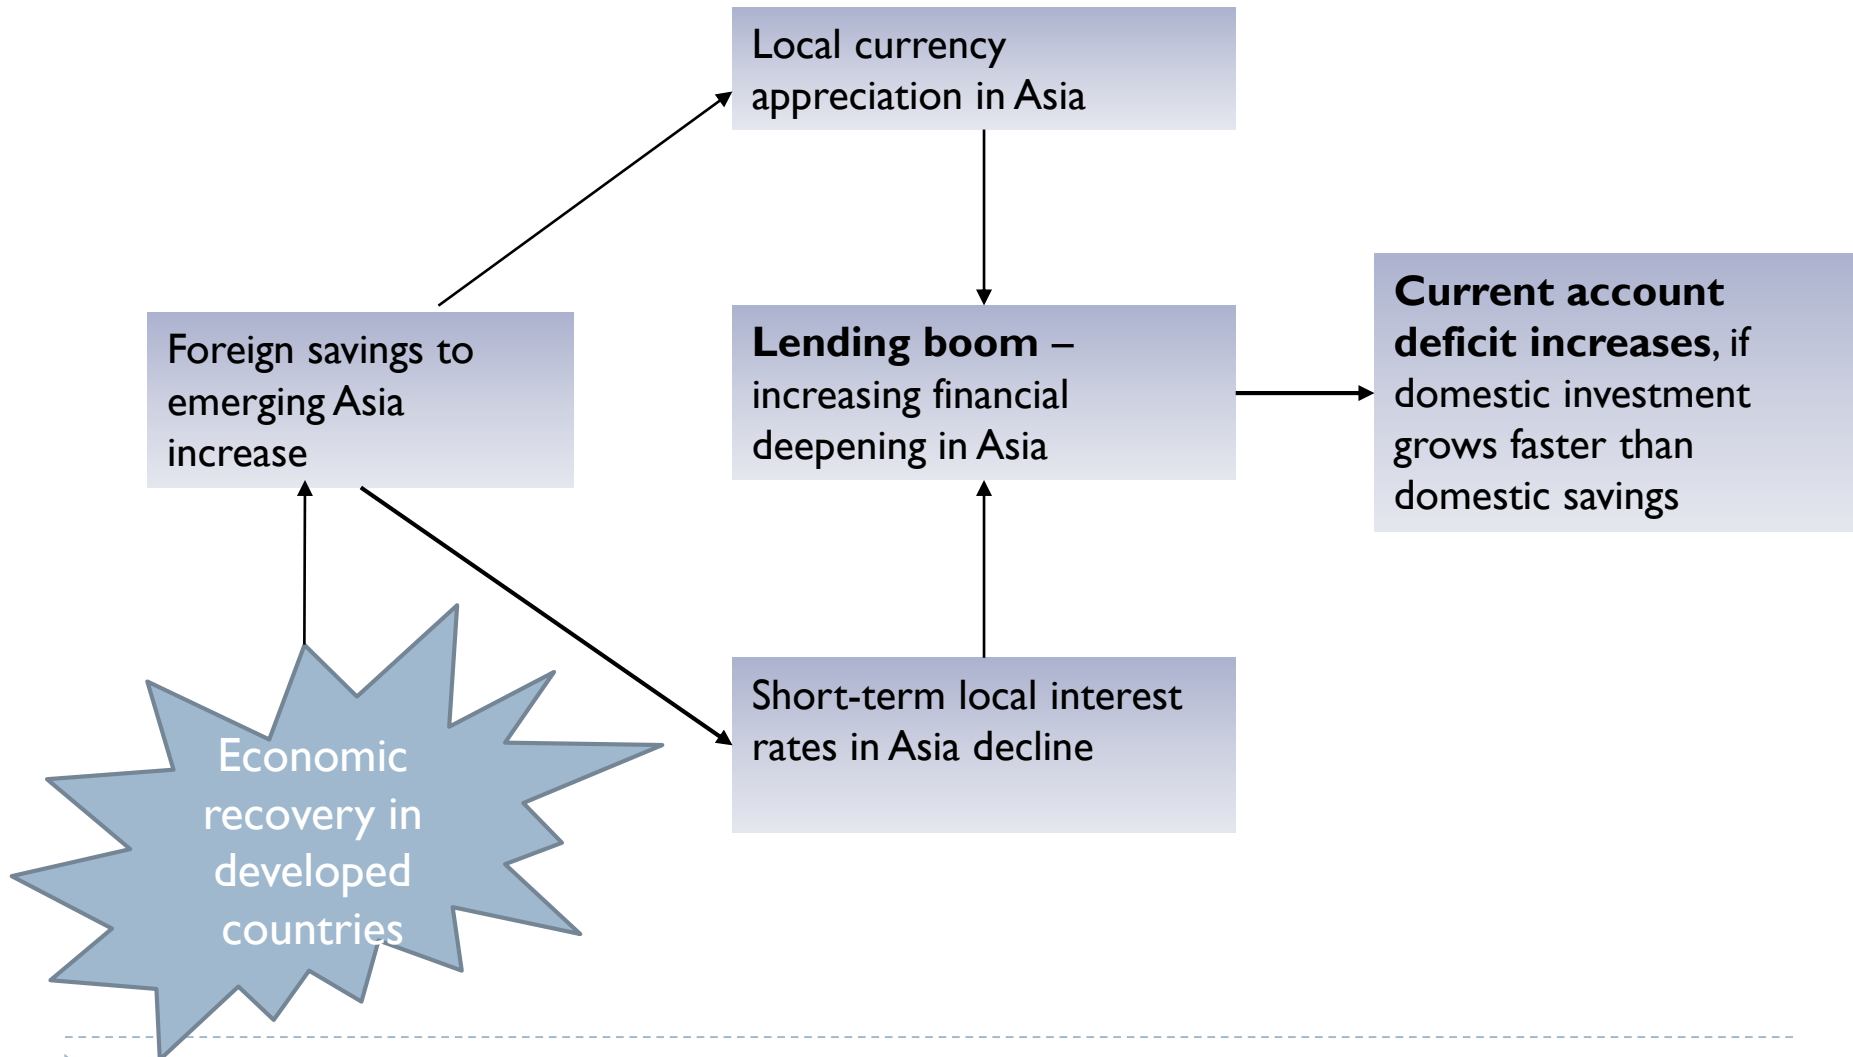 Local currency
appreciation in Asia
Foreign savings to
emerging Asia
increase
Lending boom –
increasing financial
deepening in Asia
Current account
deficit increases, if
domestic investment
grows faster than
domestic savings
Short-term local interest
rates in Asia decline
Economic
recovery in
developed
countries